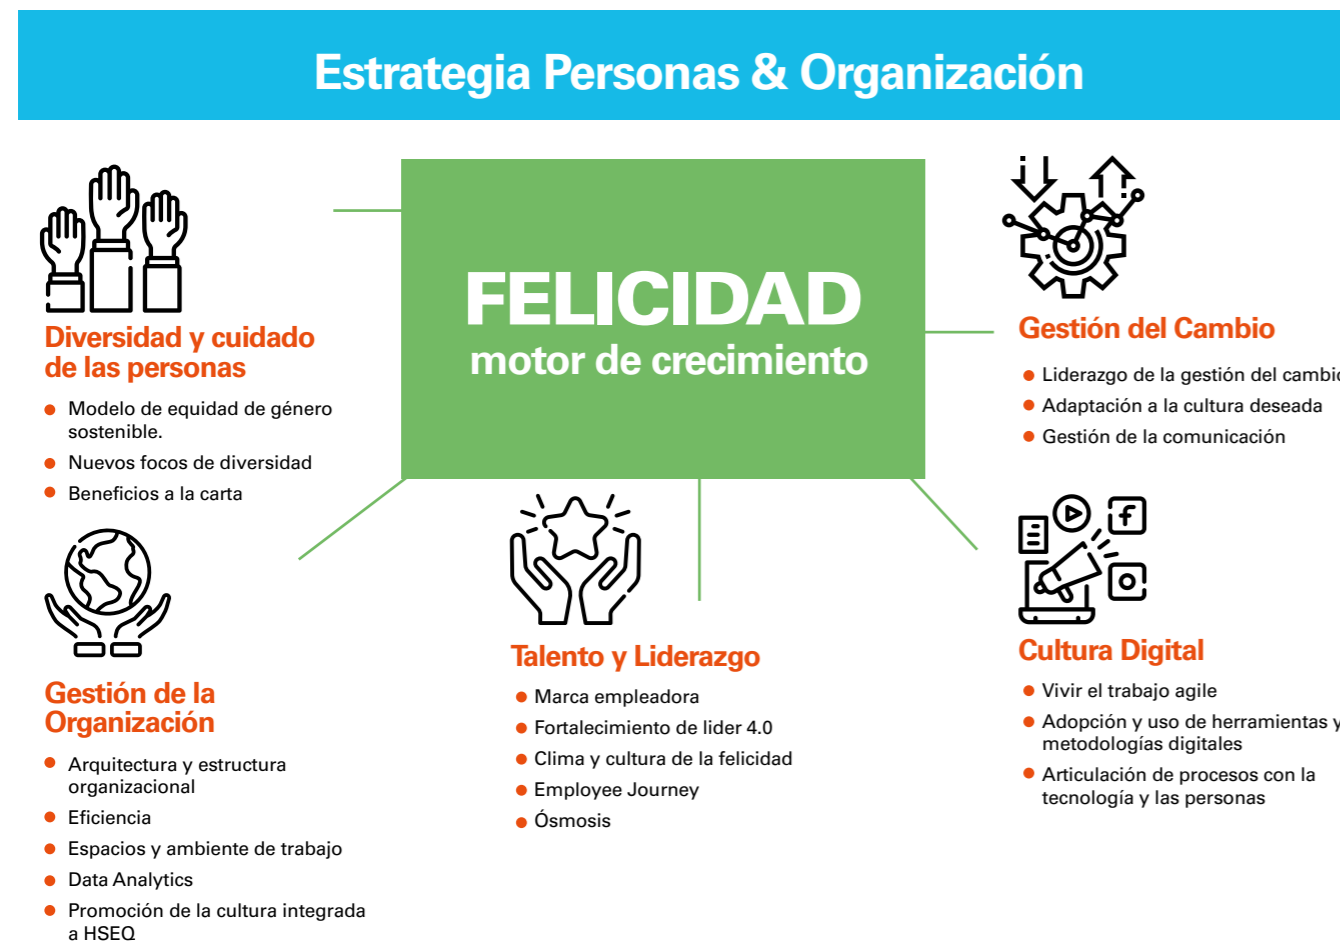 Estrategia Personas & Organización
FELICIDAD
motor de crecimiento
Diversidad y cuidado
de las personas
Modelo de equidad de género
sostenible.
Nuevos focos de diversidad
Beneficios a la carta
Gestión de la
Organización
Arquitectura y estructura
organizacional
Eficiencia
Espacios y ambiente de trabajo
Data Analytics
Promoción de la cultura integrada
a HSEQ
Talento y Liderazgo
Marca empleadora
Fortalecimiento de lider 4.0
Clima y cultura de la felicidad
Employee Journey
Ósmosis
Gestión del Cambio
Liderazgo de la gestión del cambio
Adaptación a la cultura deseada
Gestión de la comunicación
Cultura Digital
Vivir el trabajo agile
Adopción y uso de herramientas y
metodologías digitales
Articulación de procesos con la
tecnología y las personas